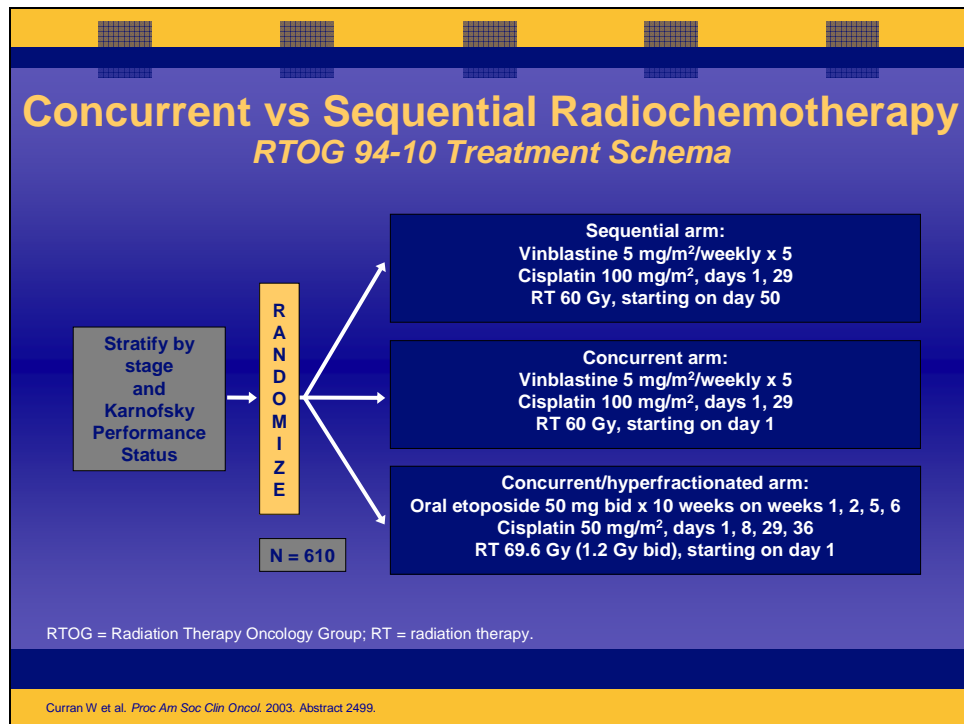 Concurrent vs Sequential Radiochemotherapy
RTOG 94-10 Treatment Schema
Stratify by
stage
and
Karnofsky
Performance
Status
R
A
N
D
O
M
I
Z
E
N = 610
Sequential arm:
Vinblastine 5 mg/m²/weekly x 5
Cisplatin 100 mg/m², days 1, 29
RT 60 Gy, starting on day 50
Concurrent arm:
Vinblastine 5 mg/m²/weekly x 5
Cisplatin 100 mg/m², days 1, 29
RT 60 Gy, starting on day 1
Concurrent/hyperfractionated arm:
Oral etoposide 50 mg bid x 10 weeks on weeks 1, 2, 5, 6
Cisplatin 50 mg/m², days 1, 8, 29, 36
RT 69.6 Gy (1.2 Gy bid), starting on day 1
RTOG = Radiation Therapy Oncology Group; RT = radiation therapy.
Curran W et al. Proc Am Soc Clin Oncol. 2003. Abstract 2499.